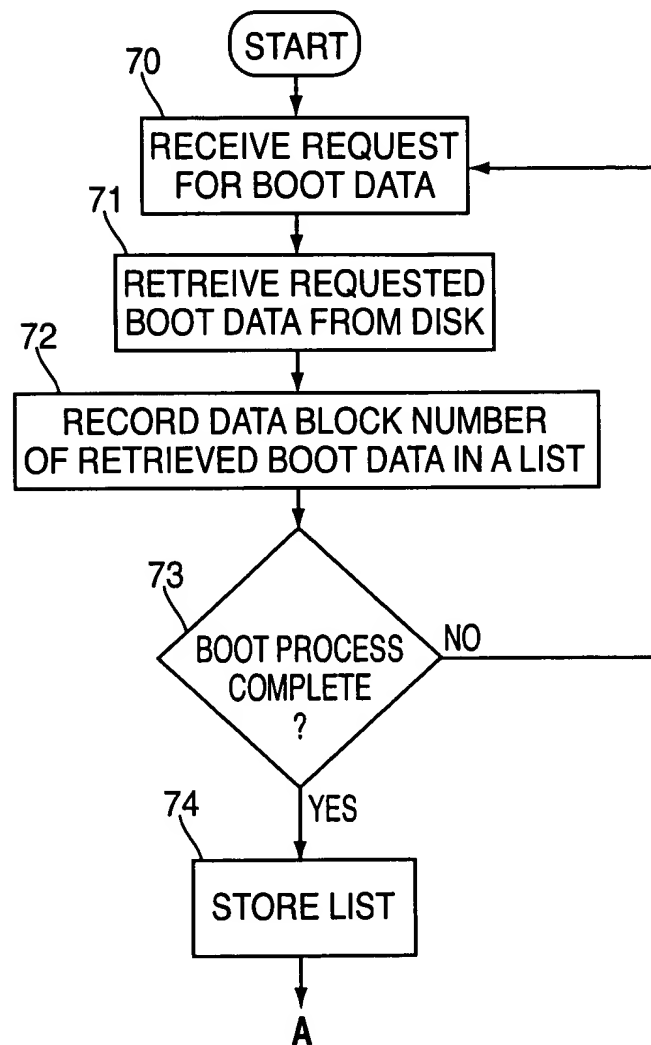 START
70
RECEIVE REQUEST
FOR BOOT DATA
71
RETREIVE REQUESTED
BOOT DATA FROM DISK
72
RECORD DATA BLOCK NUMBER
OF RETRIEVED BOOT DATA IN A LIST
73
BOOT PROCESS
COMPLETE
?
NO
YES
74
STORE LIST
A